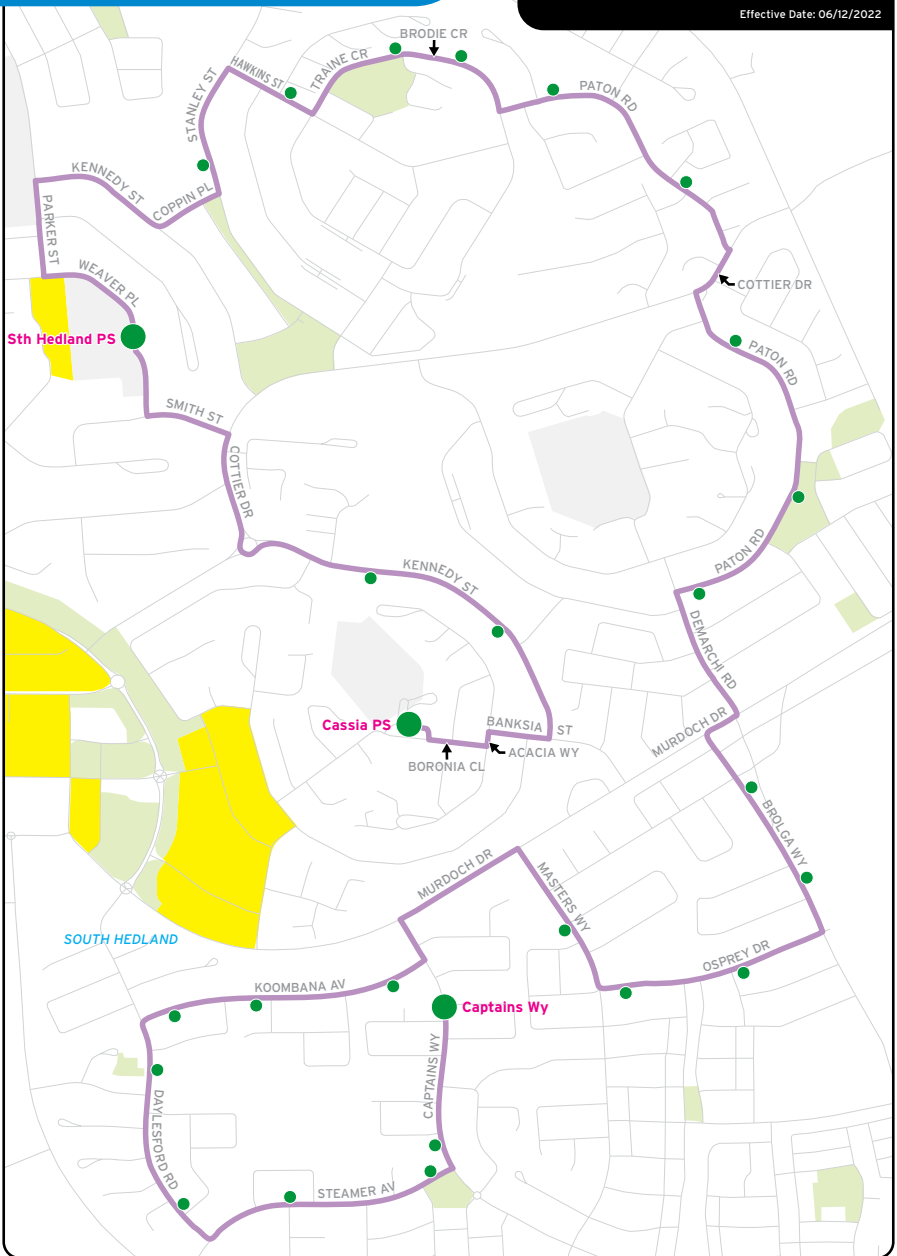 Effective Date: 06/12/2022
BRODIE CR
HAWKINS ST
TRAINE CR
STANLEY ST
PATON RD
KENNEDY ST
COPPIN PL
PARKER ST
WEAVER PL
COTTIER DR
Sth Hedland PS
PATON RD
SMITH ST
COTTIER DR
PATON RD
KENNEDY ST
DEMARCHI RD
Cassia PS
BANKSIA ST
MURDOCH DR
ACACIA WY
BORONIA CL
BROLGA WY
MURDOCH DR
MASTERS WY
SOUTH HEDLAND
OSPREY DR
KOOMBANA AV
Captains Wy
CAPTAINS WY
DAYLESFORD RD
STEAMER AV